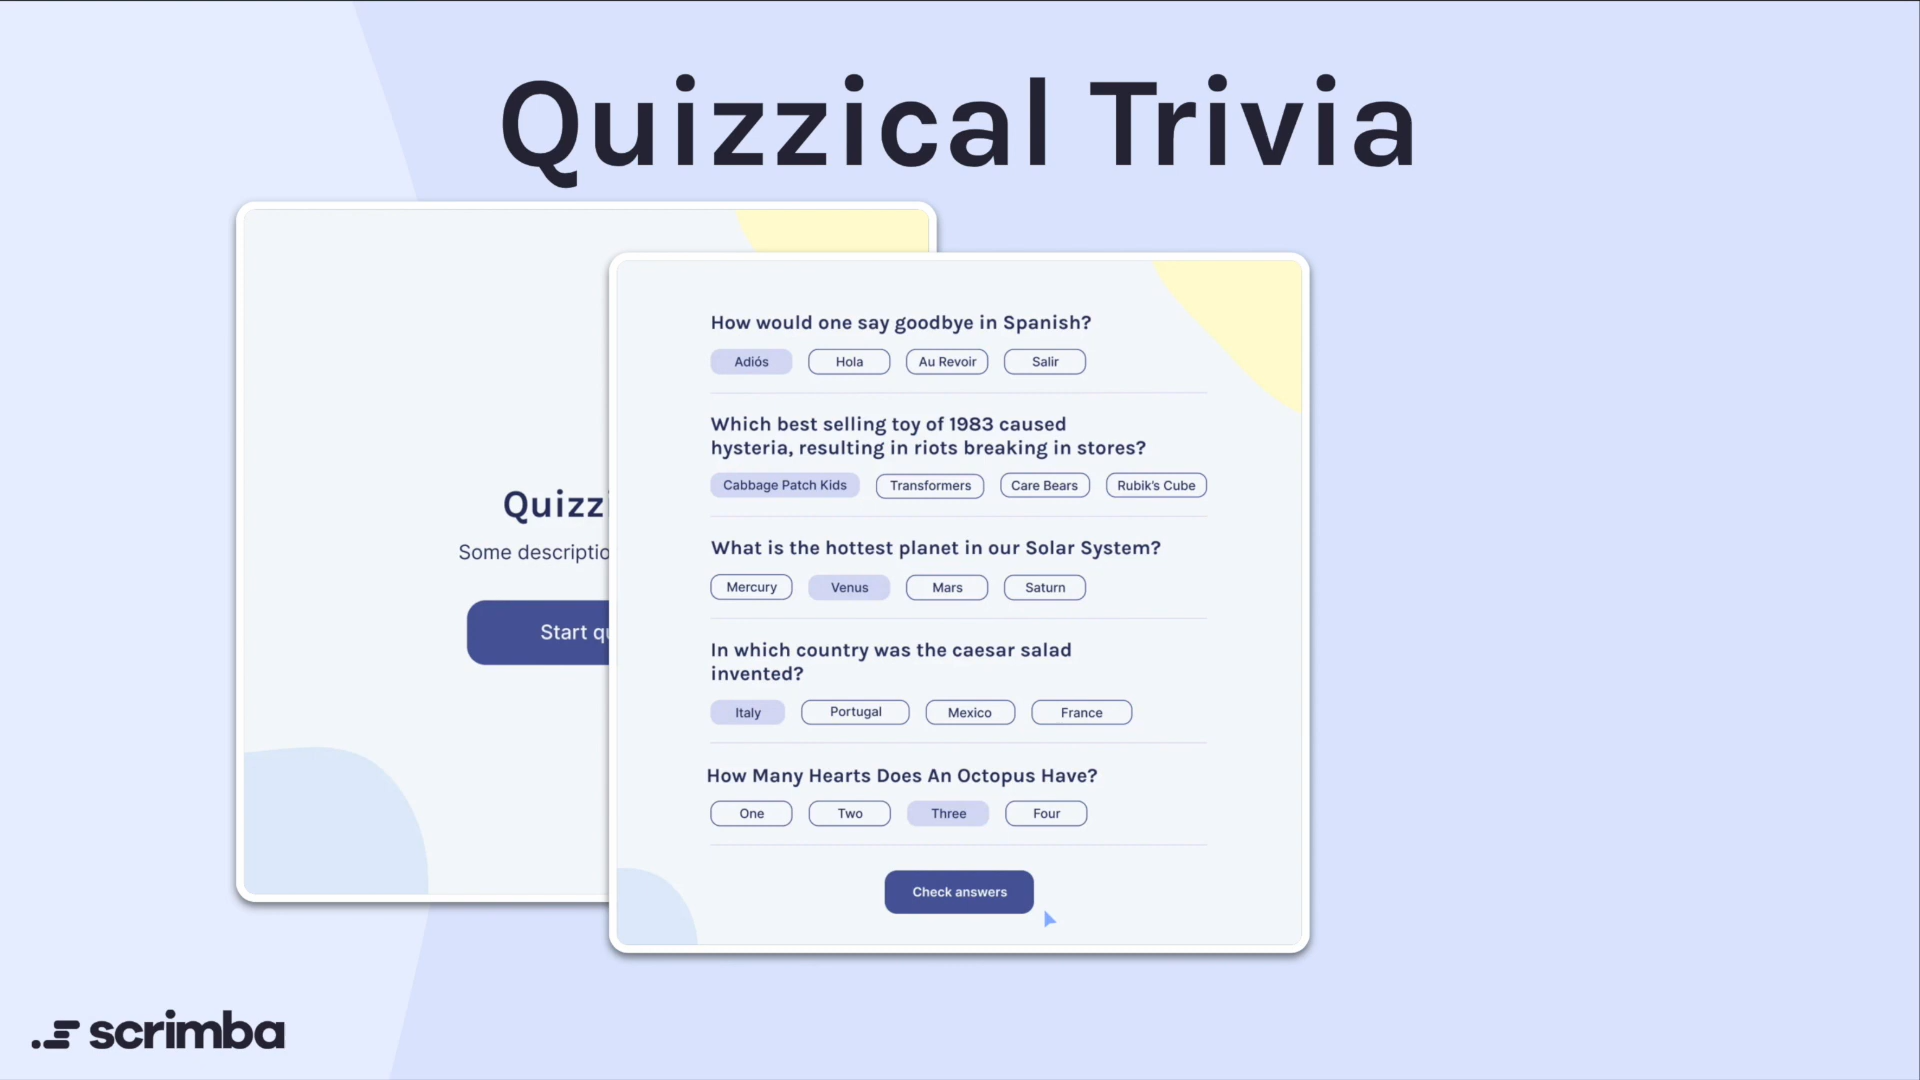 Quizzical Trivia
Quizzi
Some descriptio
Start qu
How would one say goodbye in Spanish?
Adiós Hola Au Revoir Salir
Which best selling toy of 1983 caused
hysteria, resulting in riots breaking in stores?
Cabbage Patch Kids Transformers Care Bears Rubik's Cube
What is the hottest planet in our Solar System?
Mercury Venus Mars Saturn
In which country was the caesar salad
invented?
Italy Portugal Mexico France
How Many Hearts Does An Octopus Have?
One Two Three Four
Check answers
scrimba